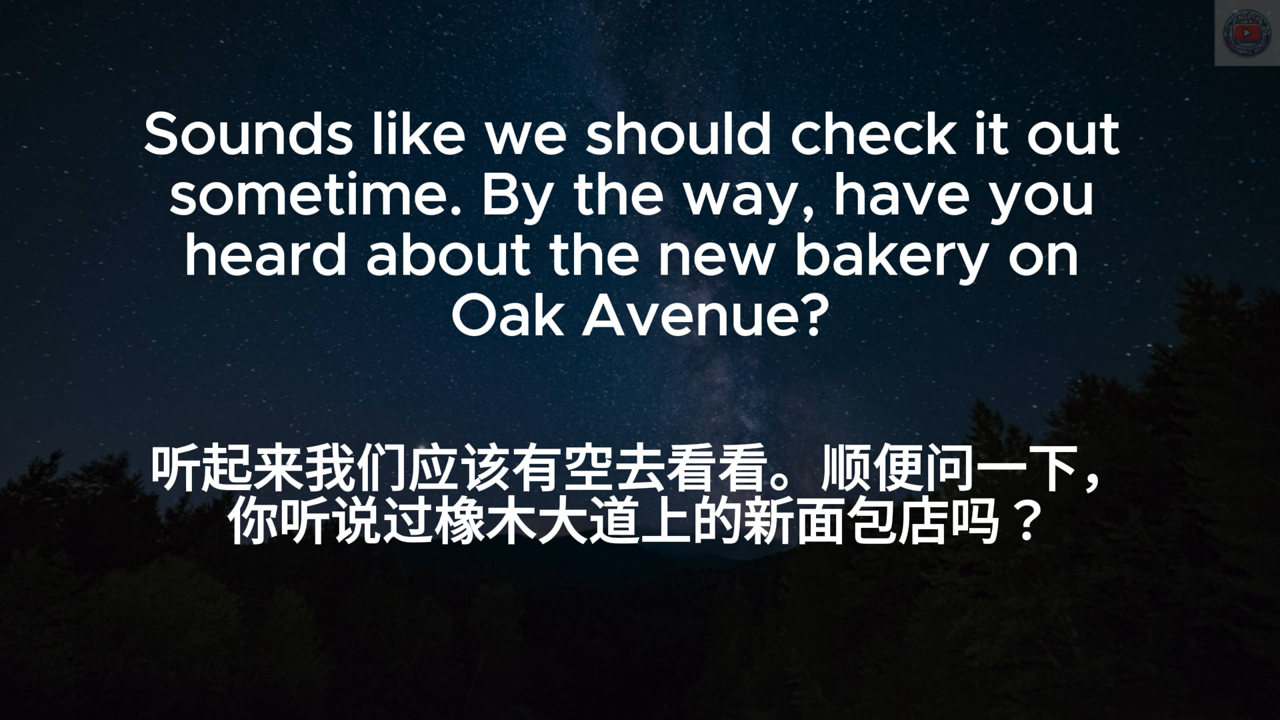 Sounds like we should check it out
sometime. By the way, have you
heard about the new bakery on
Oak Avenue?
听起来我们应该有空去看看。顺便问一下，
你听说过橡木大道上的新面包店吗？